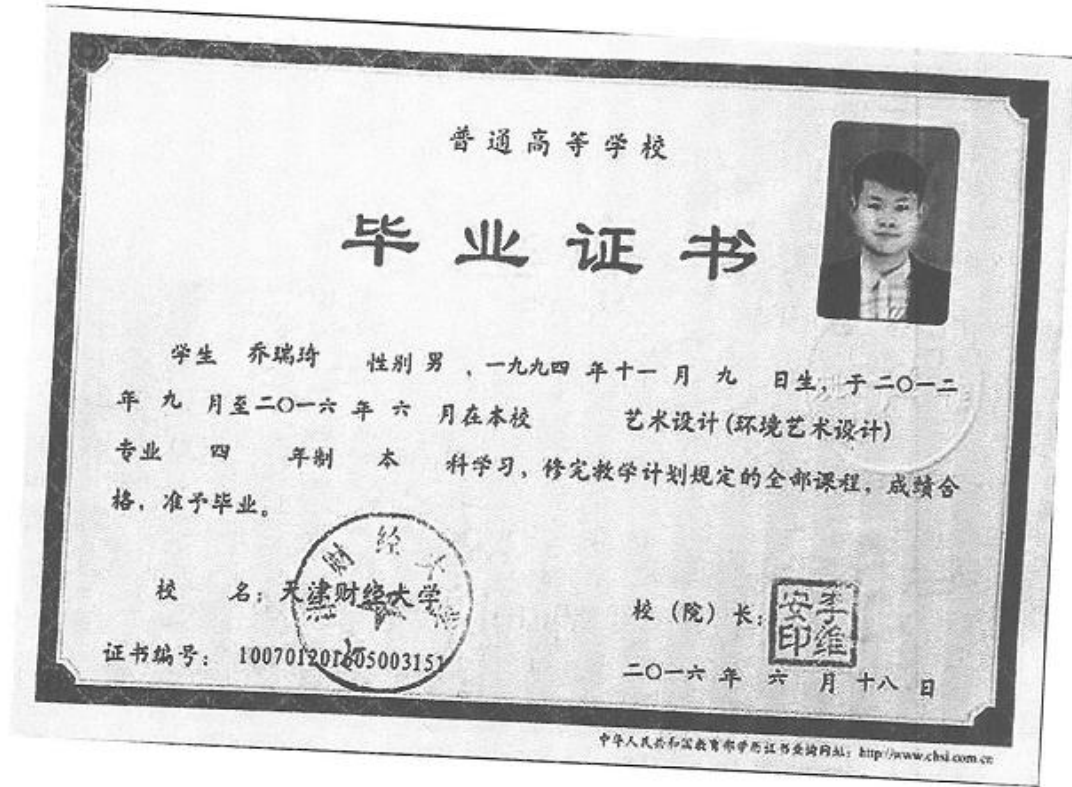 普通高等学校
毕业证书
学生 乔瑞琦 性别 男 ，一九九四 年 十一 月 九 日生，于 二〇一二
年 九 月至 二〇一六 年 六 月在本校 艺术设计(环境艺术设计)
专业 四 年制 本 科学习，修完教学计划规定的全部课程，成绩合
格，准予毕业。
校 名：天津财经大学
校（院）长：
李维安印
证书编号： 100701201605003151
二〇一六 年 六 月 十八 日
中华人民共和国教育部学历证书查询网址：http://www.chsi.com.cn